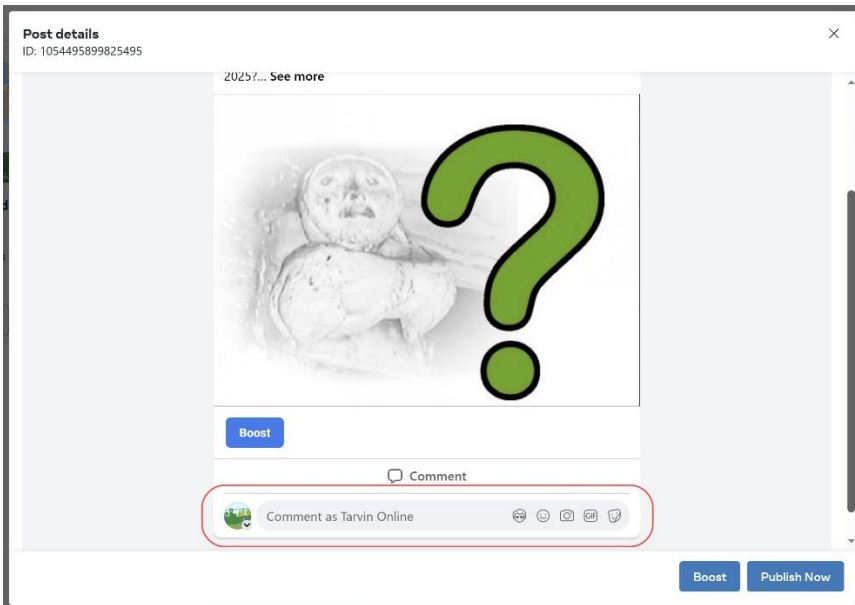 Post details
ID: 1054495899825495
2025?... See more
?
Boost
Comment
Comment as Tarvin Online
GIF
Boost
Publish Now